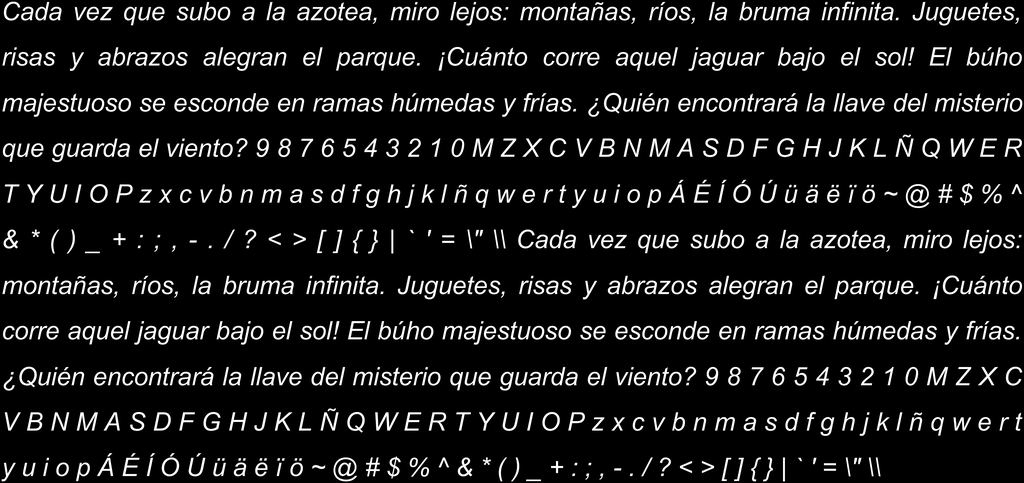 Cada vez que subo a la azotea, miro lejos: montañas, ríos, la bruma infinita. Juguetes,
risas y abrazos alegran el parque. ¡Cuánto corre aquel jaguar bajo el sol! El búho
majestuoso se esconde en ramas húmedas y frías. ¿Quién encontrará la llave del misterio
que guarda el viento? 9 8 7 6 5 4 3 2 1 0 M Z X C V B N M A S D F G H J K L Ñ Q W E R
T Y U I O P z x c v b n m a s d f g h j k l ñ q w e r t y u i o p Á É Í Ó Ú ü ä ë ï ö ~ @ # $ % ^
& * ( ) _ + : ; , - . / ? < > [ ] { } | ` ' = \" \\ Cada vez que subo a la azotea, miro lejos:
montañas, ríos, la bruma infinita. Juguetes, risas y abrazos alegran el parque. ¡Cuánto
corre aquel jaguar bajo el sol! El búho majestuoso se esconde en ramas húmedas y frías.
¿Quién encontrará la llave del misterio que guarda el viento? 9 8 7 6 5 4 3 2 1 0 M Z X C
V B N M A S D F G H J K L Ñ Q W E R T Y U I O P z x c v b n m a s d f g h j k l ñ q w e r t
y u i o p Á É Í Ó Ú ü ä ë ï ö ~ @ # $ % ^ & * ( ) _ + : ; , - . / ? < > [ ] { } | ` ' = \" \\